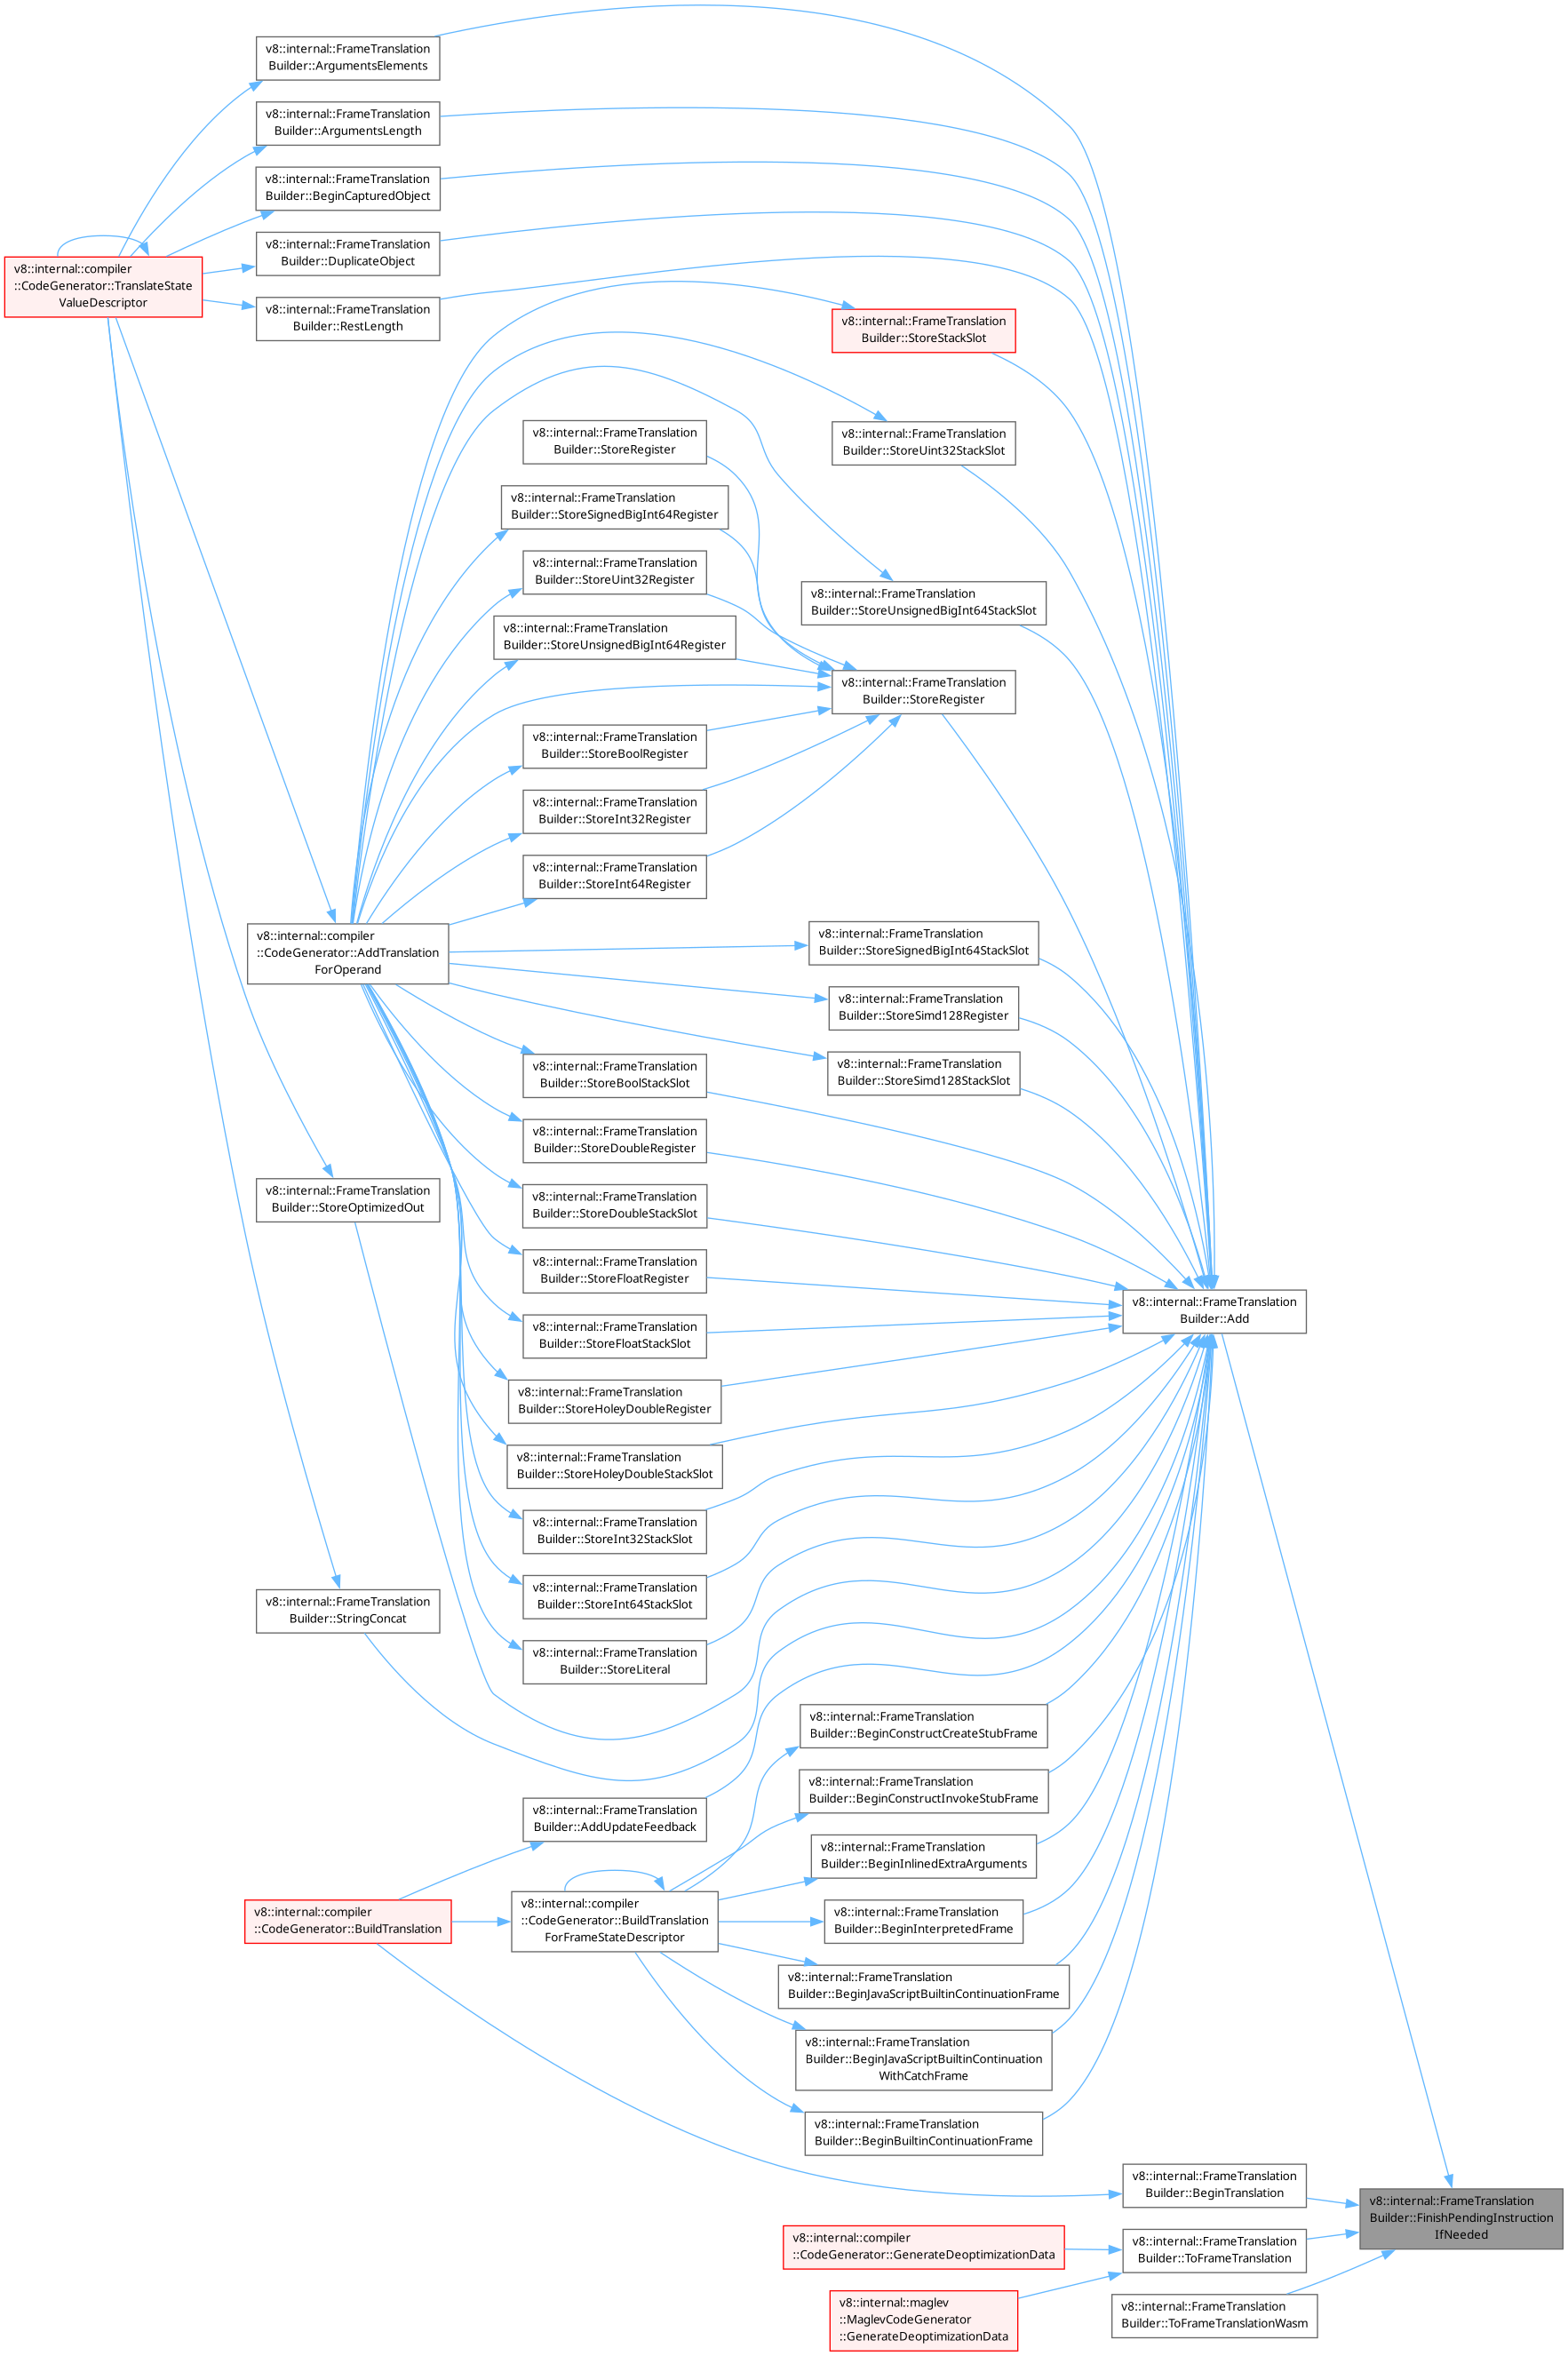 v8::internal::FrameTranslation
Builder::ArgumentsElements
v8::internal::FrameTranslation
Builder::ArgumentsLength
v8::internal::FrameTranslation
Builder::BeginCapturedObject
v8::internal::FrameTranslation
Builder::DuplicateObject
v8::internal::compiler
::CodeGenerator::TranslateState
ValueDescriptor
v8::internal::FrameTranslation
Builder::RestLength
v8::internal::FrameTranslation
Builder::StoreStackSlot
v8::internal::FrameTranslation
Builder::StoreRegister
v8::internal::FrameTranslation
Builder::StoreUint32StackSlot
v8::internal::FrameTranslation
Builder::StoreSignedBigInt64Register
v8::internal::FrameTranslation
Builder::StoreUint32Register
v8::internal::FrameTranslation
Builder::StoreUnsignedBigInt64StackSlot
v8::internal::FrameTranslation
Builder::StoreUnsignedBigInt64Register
v8::internal::FrameTranslation
Builder::StoreRegister
v8::internal::FrameTranslation
Builder::StoreBoolRegister
v8::internal::FrameTranslation
Builder::StoreInt32Register
v8::internal::FrameTranslation
Builder::StoreInt64Register
v8::internal::compiler
::CodeGenerator::AddTranslation
ForOperand
v8::internal::FrameTranslation
Builder::StoreSignedBigInt64StackSlot
v8::internal::FrameTranslation
Builder::StoreSimd128Register
v8::internal::FrameTranslation
Builder::StoreSimd128StackSlot
v8::internal::FrameTranslation
Builder::StoreBoolStackSlot
v8::internal::FrameTranslation
Builder::StoreDoubleRegister
v8::internal::FrameTranslation
Builder::StoreOptimizedOut
v8::internal::FrameTranslation
Builder::StoreDoubleStackSlot
v8::internal::FrameTranslation
Builder::StoreFloatRegister
v8::internal::FrameTranslation
Builder::Add
v8::internal::FrameTranslation
Builder::StoreFloatStackSlot
v8::internal::FrameTranslation
Builder::StoreHoleyDoubleRegister
v8::internal::FrameTranslation
Builder::StoreHoleyDoubleStackSlot
v8::internal::FrameTranslation
Builder::StoreInt32StackSlot
v8::internal::FrameTranslation
Builder::StoreInt64StackSlot
v8::internal::FrameTranslation
Builder::StringConcat
v8::internal::FrameTranslation
Builder::StoreLiteral
v8::internal::FrameTranslation
Builder::BeginConstructCreateStubFrame
v8::internal::FrameTranslation
Builder::BeginConstructInvokeStubFrame
v8::internal::FrameTranslation
Builder::AddUpdateFeedback
v8::internal::FrameTranslation
Builder::BeginInlinedExtraArguments
v8::internal::compiler
::CodeGenerator::BuildTranslation
v8::internal::compiler
::CodeGenerator::BuildTranslation
ForFrameStateDescriptor
v8::internal::FrameTranslation
Builder::BeginInterpretedFrame
v8::internal::FrameTranslation
Builder::BeginJavaScriptBuiltinContinuationFrame
v8::internal::FrameTranslation
Builder::BeginJavaScriptBuiltinContinuation
WithCatchFrame
v8::internal::FrameTranslation
Builder::BeginBuiltinContinuationFrame
v8::internal::FrameTranslation
Builder::BeginTranslation
v8::internal::FrameTranslation
Builder::FinishPendingInstruction
IfNeeded
v8::internal::compiler
::CodeGenerator::GenerateDeoptimizationData
v8::internal::FrameTranslation
Builder::ToFrameTranslation
v8::internal::maglev
::MaglevCodeGenerator
::GenerateDeoptimizationData
v8::internal::FrameTranslation
Builder::ToFrameTranslationWasm